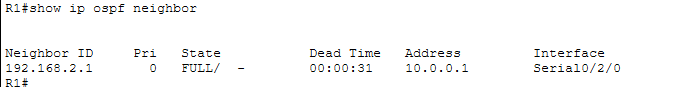 R1#show ip ospf neighbor
Neighbor ID     Pri   State           Dead Time   Address         Interface
192.168.2.1       0   FULL/  -        00:00:31    10.0.0.1        Serial0/2/0
R1#